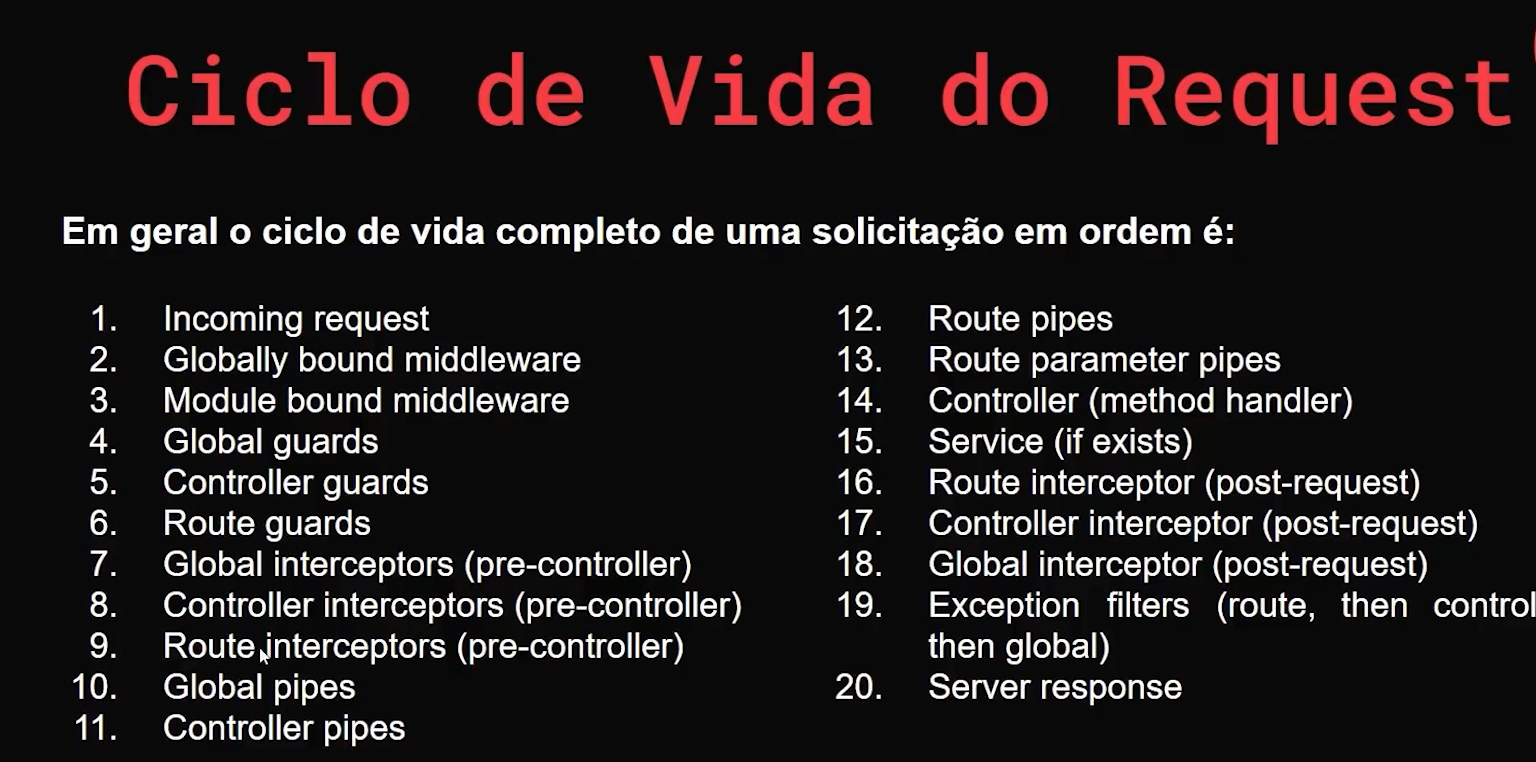 Ciclo de Vida do Request
Em geral o ciclo de vida completo de uma solicitação em ordem é:
1. Incoming request
2. Globally bound middleware
3. Module bound middleware
4. Global guards
5. Controller guards
6. Route guards
7. Global interceptors (pre-controller)
8. Controller interceptors (pre-controller)
9. Route interceptors (pre-controller)
10. Global pipes
11. Controller pipes
12. Route pipes
13. Route parameter pipes
14. Controller (method handler)
15. Service (if exists)
16. Route interceptor (post-request)
17. Controller interceptor (post-request)
18. Global interceptor (post-request)
19. Exception filters (route, then
then global)
20. Server response